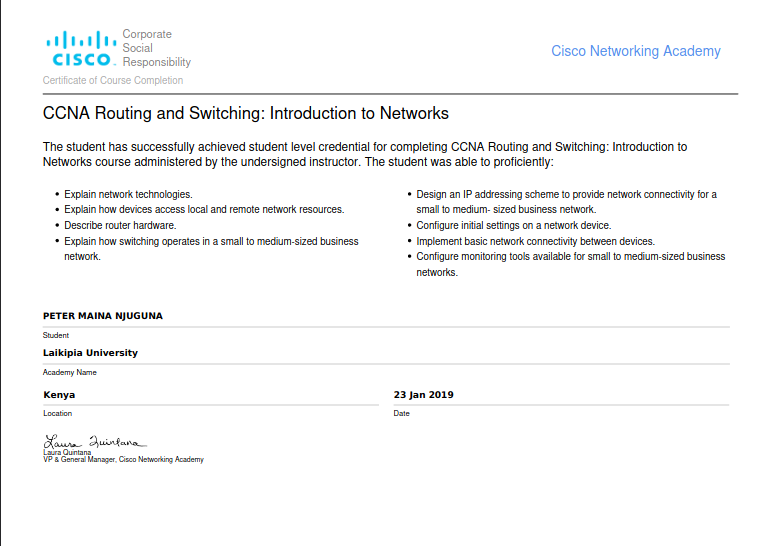 Corporate
Social
Responsibility
CISCO
Cisco Networking Academy
Certificate of Course Completion
CCNA Routing and Switching: Introduction to Networks
The student has successfully achieved student level credential for completing CCNA Routing and Switching: Introduction to
Networks course administered by the undersigned instructor. The student was able to proficiently:
• Explain network technologies.
• Explain how devices access local and remote network resources.
• Describe router hardware.
• Explain how switching operates in a small to medium-sized business
network.
• Design an IP addressing scheme to provide network connectivity for a
small to medium- sized business network.
• Configure initial settings on a network device.
• Implement basic network connectivity between devices.
• Configure monitoring tools available for small to medium-sized business
networks.
PETER MAINA NJUGUNA
Student
Laikipia University
Academy Name
Kenya
Location
23 Jan 2019
Date
Laura Quintana
Laura Quintana
VP & General Manager, Cisco Networking Academy